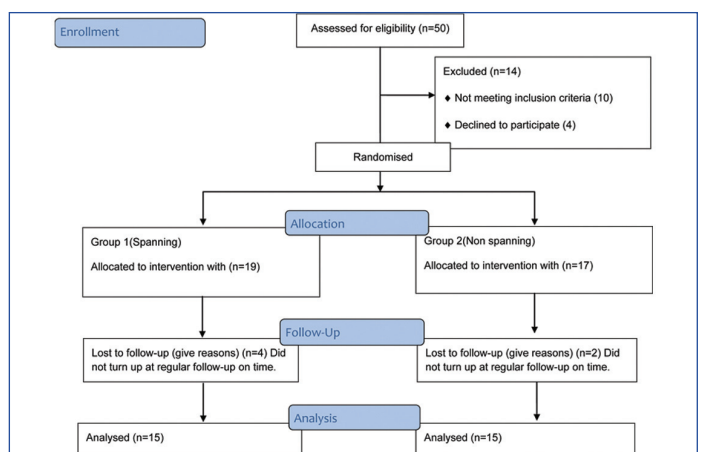 Enrollment
Assessed for eligibility (n=50)
Excluded (n=14)
♦ Not meeting inclusion criteria (10)
♦ Declined to participate (4)
Randomised
Allocation
Group 1(Spanning)
Allocated to intervention with (n=19)
Group 2(Non spanning)
Allocated to intervention with (n=17)
Follow-Up
Lost to follow-up (give reasons) (n=4) Did
not turn up at regular follow-up on time.
Lost to follow-up (give reasons) (n=2) Did
not turn up at regular follow-up on time.
Analysis
Analysed (n=15)
Analysed (n=15)